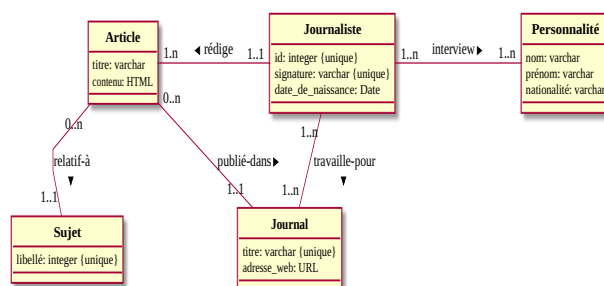 Article
titre: varchar
contenu: HTML
1.n
rédige
1..1
Journaliste
id: integer {unique}
signature: varchar {unique}
date_de_naissance: Date
1..n
interview
1..n
Personnalité
nom: varchar
prénom: varchar
nationalité: varchar
0..n
0..n
1..n
relatif-à
publié-dans
travaille-pour
1..1
1..1
1..n
Sujet
libellé: integer {unique}
Journal
titre: varchar {unique}
adresse_web: URL